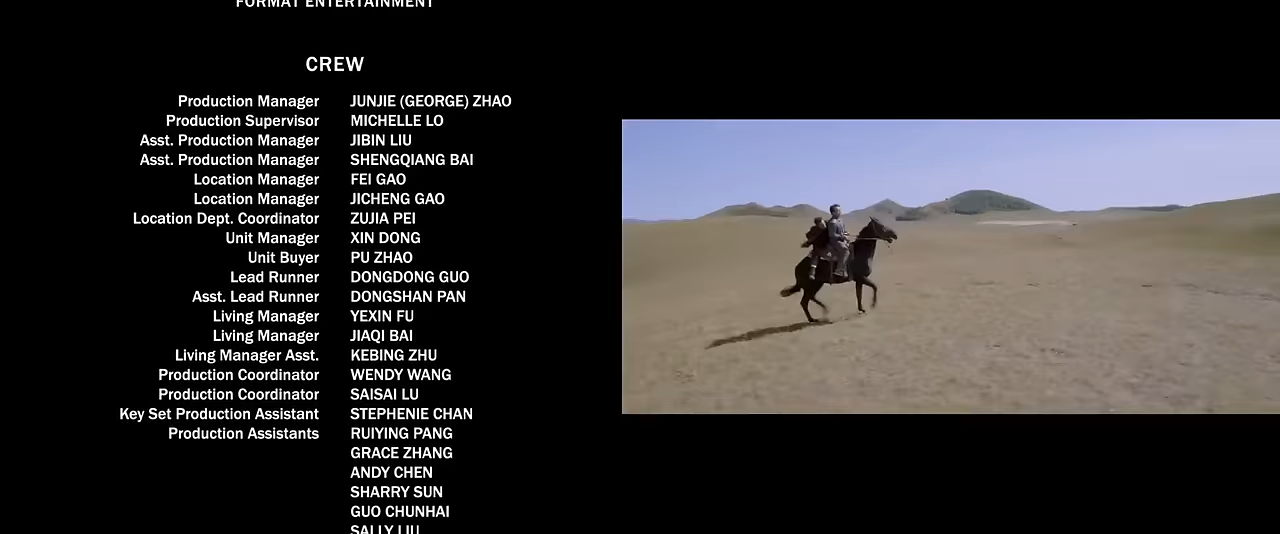 FORMAT ENTERTAINMENT
CREW
Production Manager JUNJIE (GEORGE) ZHAO
Production Supervisor MICHELLE LO
Asst. Production Manager JIBIN LIU
Asst. Production Manager SHENGQIANG BAI
Location Manager FEI GAO
Location Manager JICHENG GAO
Location Dept. Coordinator ZUJIA PEI
Unit Manager XIN DONG
Unit Buyer PU ZHAO
Lead Runner DONGDONG GUO
Asst. Lead Runner DONGSHAN PAN
Living Manager YEXIN FU
Living Manager JIAQI BAI
Living Manager Asst. KEBING ZHU
Production Coordinator WENDY WANG
Production Coordinator SAISAI LU
Key Set Production Assistant STEPHENIE CHAN
Production Assistants RUIYING PANG
GRACE ZHANG
ANDY CHEN
SHARRY SUN
GUO CHUNHAI
SALLY LIU